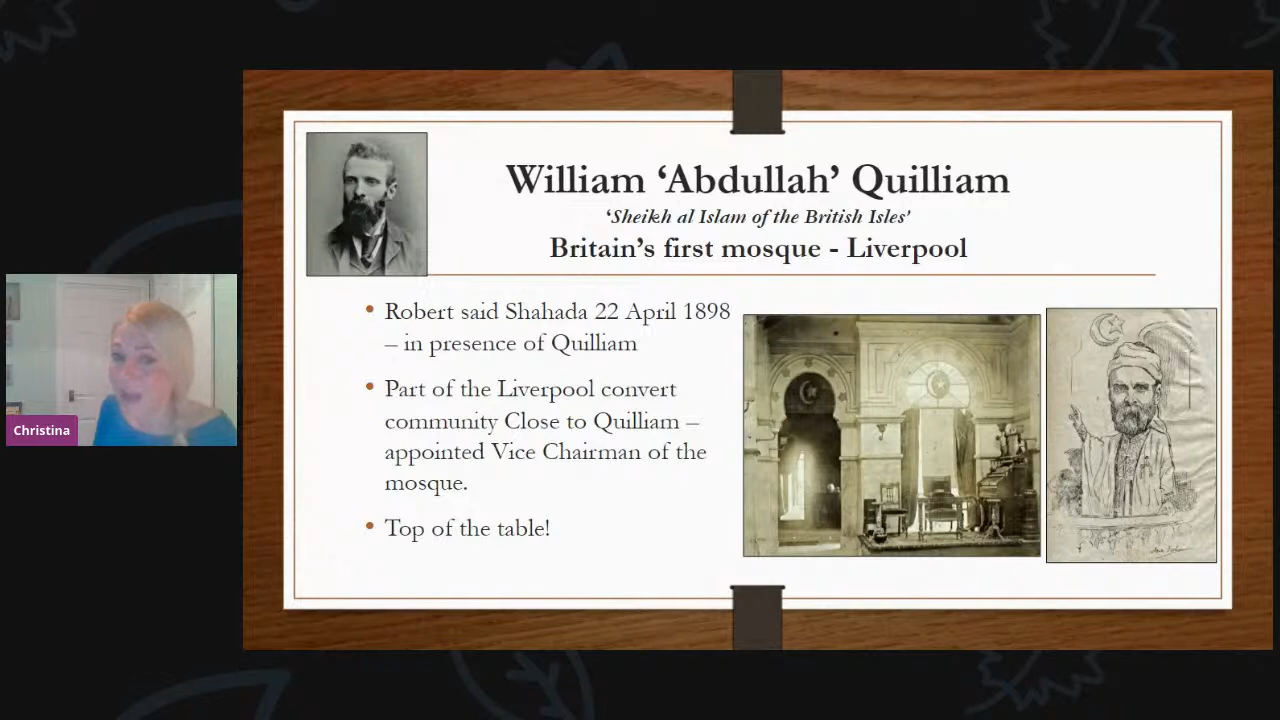 William ‘Abdullah’ Quilliam
‘Sheikh al Islam of the British Isles’
Britain’s first mosque - Liverpool
• Robert said Shahada 22 April 1898
– in presence of Quilliam
• Part of the Liverpool convert
community Close to Quilliam –
appointed Vice Chairman of the
mosque.
• Top of the table!
Christina